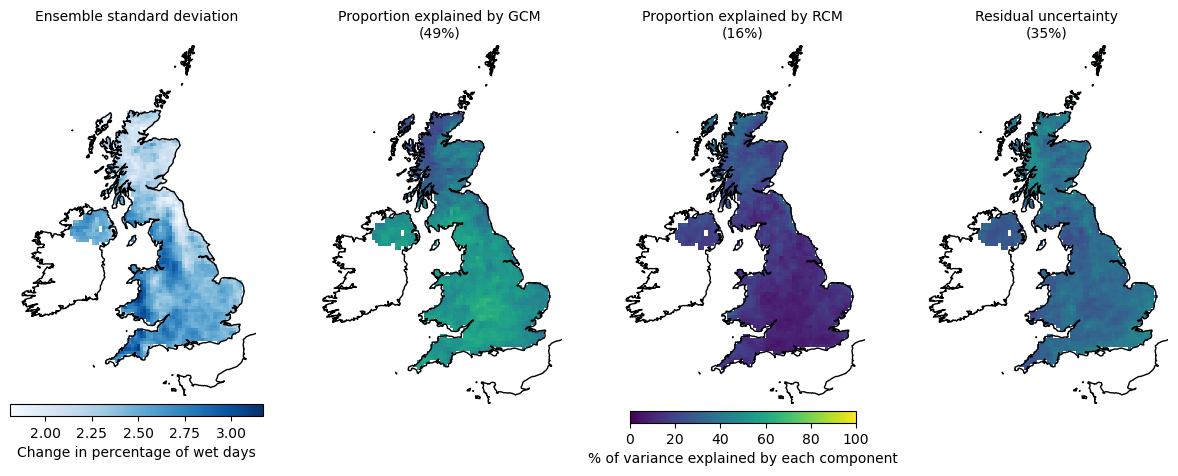 Ensemble standard deviation
Proportion explained by GCM
(49%)
Proportion explained by RCM
(16%)
Residual uncertainty
(35%)
2.00 2.25 2.50 2.75 3.00
Change in percentage of wet days
0 20 40 60 80 100
% of variance explained by each component